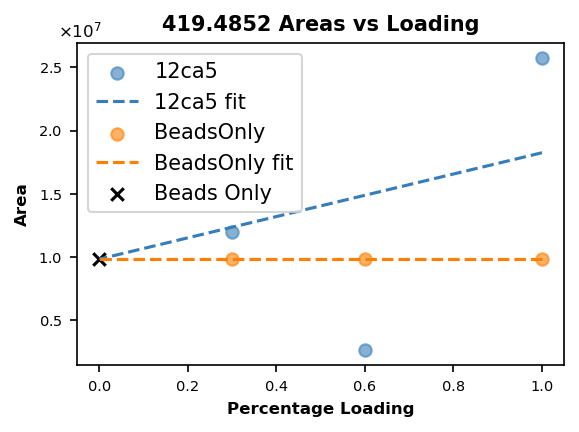 419.4852 Areas vs Loading
×10⁷
12ca5
12ca5 fit
BeadsOnly
BeadsOnly fit
Beads Only
2.5
2.0
1.5
1.0
0.5
Area
0.0 0.2 0.4 0.6 0.8 1.0
Percentage Loading